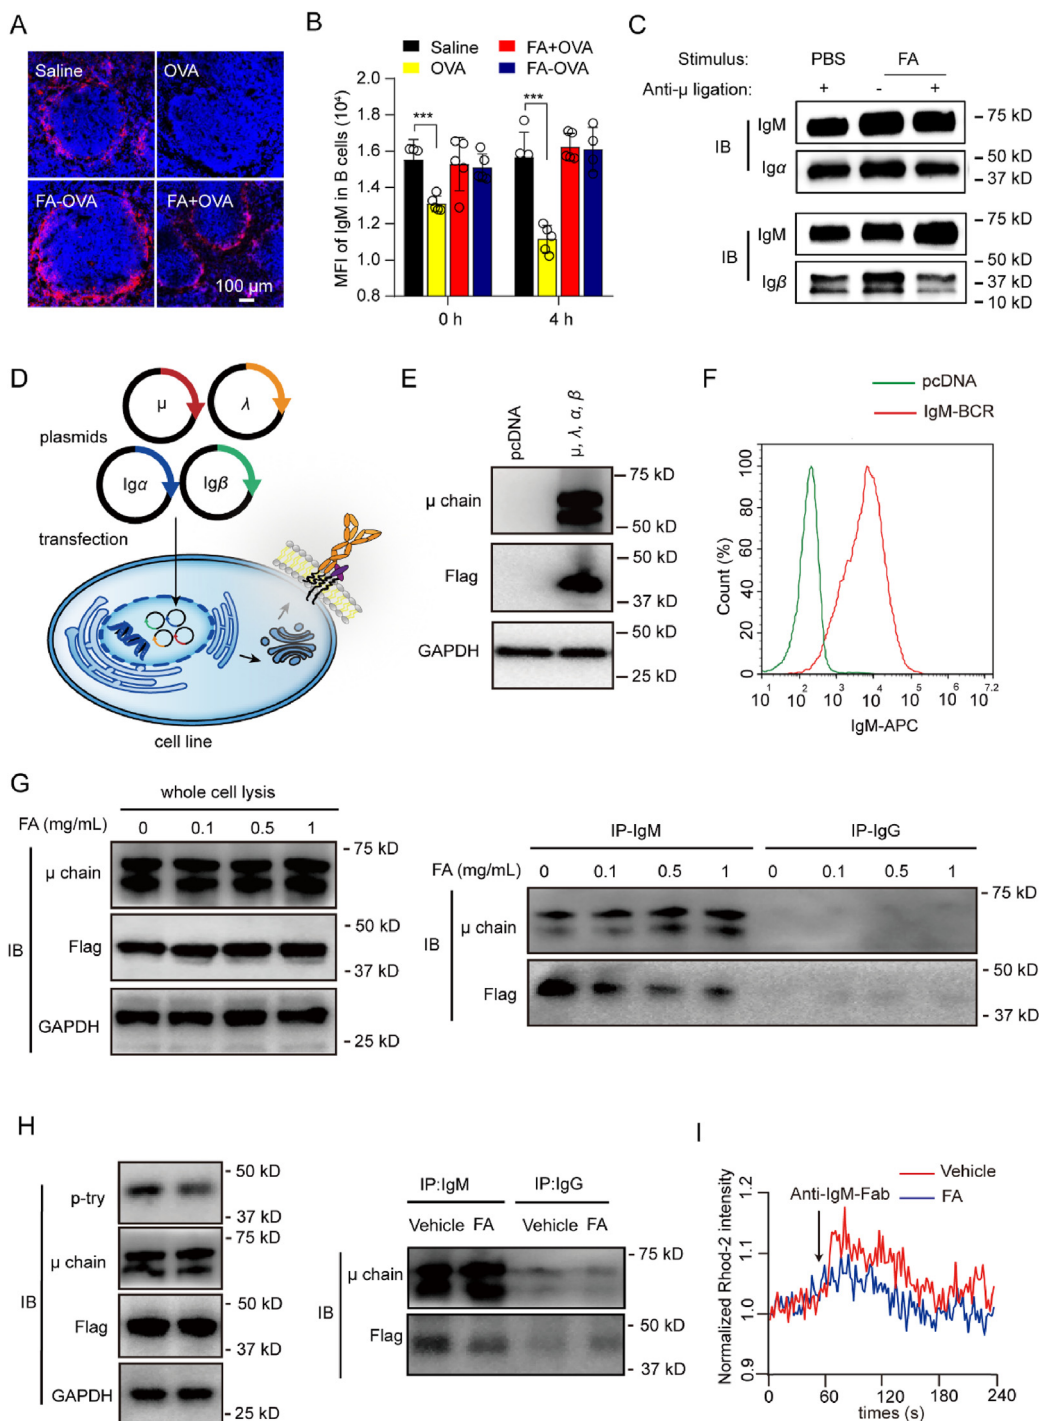 A
Saline
OVA
FA-OVA
FA+OVA
100 µm
B
Saline
FA+OVA
OVA
FA-OVA
MFI of IgM in B cells (10⁴)
2.0
1.8
1.6
1.4
1.2
1.0
0.8
***
***
0 h
4 h
C
Stimulus: PBS FA
Anti-µ ligation: + - +
IB
IgM
- 75 kD
Igα
- 50 kD
- 37 kD
IB
IgM
- 75 kD
Igβ
- 50 kD
- 37 kD
- 10 kD
D
µ
λ
plasmids
Igα
Igβ
transfection
cell line
E
pcDNA
µ, λ, α, β
µ chain
- 75 kD
- 50 kD
Flag
- 50 kD
- 37 kD
GAPDH
- 50 kD
- 25 kD
F
pcDNA
IgM-BCR
Count (%)
100
80
60
40
20
0
10 10² 10³ 10⁴ 10⁵ 10⁶ 10⁷·²
IgM-APC
G
whole cell lysis
FA (mg/mL) 0 0.1 0.5 1
IB
µ chain
- 75 kD
Flag
- 50 kD
- 37 kD
GAPDH
- 25 kD
IP-IgM IP-IgG
FA (mg/mL) 0 0.1 0.5 1 0 0.1 0.5 1
IB
µ chain
- 75 kD
Flag
- 50 kD
- 37 kD
H
IB
p-try
- 50 kD
- 37 kD
µ chain
- 75 kD
Flag
- 50 kD
- 37 kD
GAPDH
- 25 kD
IP:IgM IP:IgG
Vehicle FA Vehicle FA
IB
µ chain
- 75 kD
Flag
- 50 kD
- 37 kD
I
Vehicle
FA
Anti-IgM-Fab
Normalized Rhod-2 intensity
1.2
1.1
1.0
0.9
0 60 120 180 240
times (s)